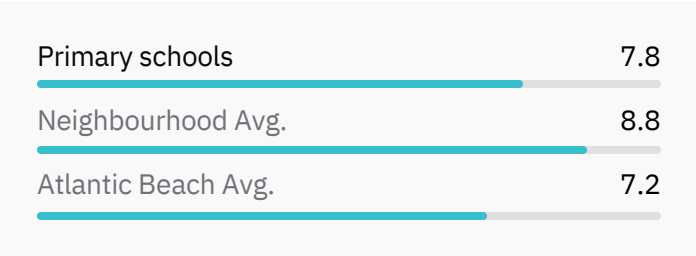 Primary schools 7.8
Neighbourhood Avg. 8.8
Atlantic Beach Avg. 7.2